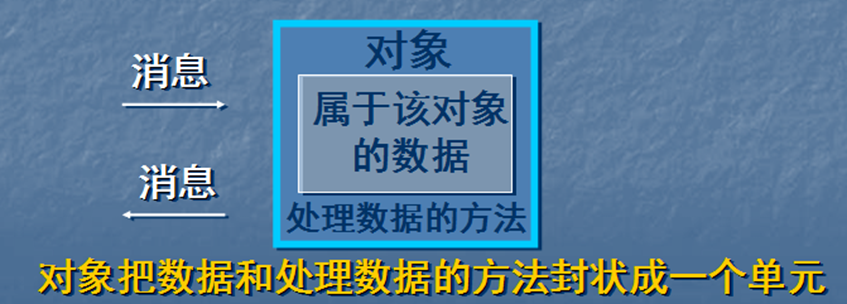 对象
消息
属于该对象
的数据
消息
处理数据的方法
对象把数据和处理数据的方法封状成一个单元